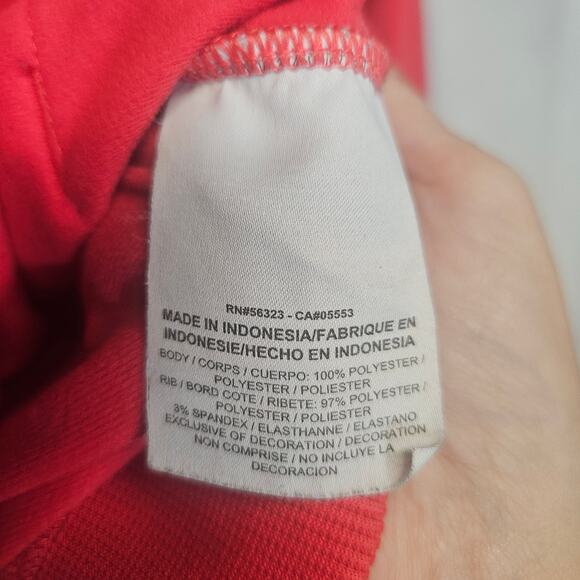 RN#56323 - CA#05553
MADE IN INDONESIA/FABRIQUE EN
INDONESIE/HECHO EN INDONESIA
BODY / CORPS / CUERPO: 100% POLYESTER /
POLYESTER / POLIESTER
RIB / BORD COTE / RIBETE: 97% POLYESTER /
POLYESTER / POLIESTER
3% SPANDEX / ELASTHANNE / ELASTANO
EXCLUSIVE OF DECORATION / DECORATION
NON COMPRISE / NO INCLUYE LA
DECORACION